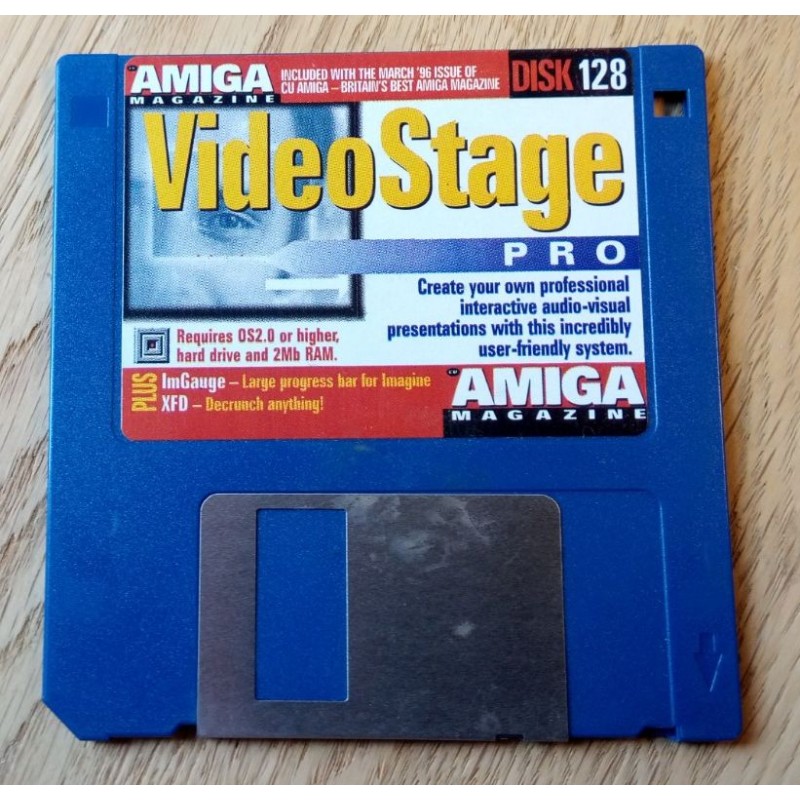 CU AMIGA
MAGAZINE
INCLUDED WITH THE MARCH '96 ISSUE OF
CU AMIGA – BRITAIN'S BEST AMIGA MAGAZINE
DISK 128
VideoStage
PRO
Create your own professional
interactive audio-visual
presentations with this incredibly
user-friendly system.
Requires OS2.0 or higher,
hard drive and 2Mb RAM.
PLUS
ImGauge – Large progress bar for Imagine
XFD – Decrunch anything!
CU AMIGA
MAGAZINE